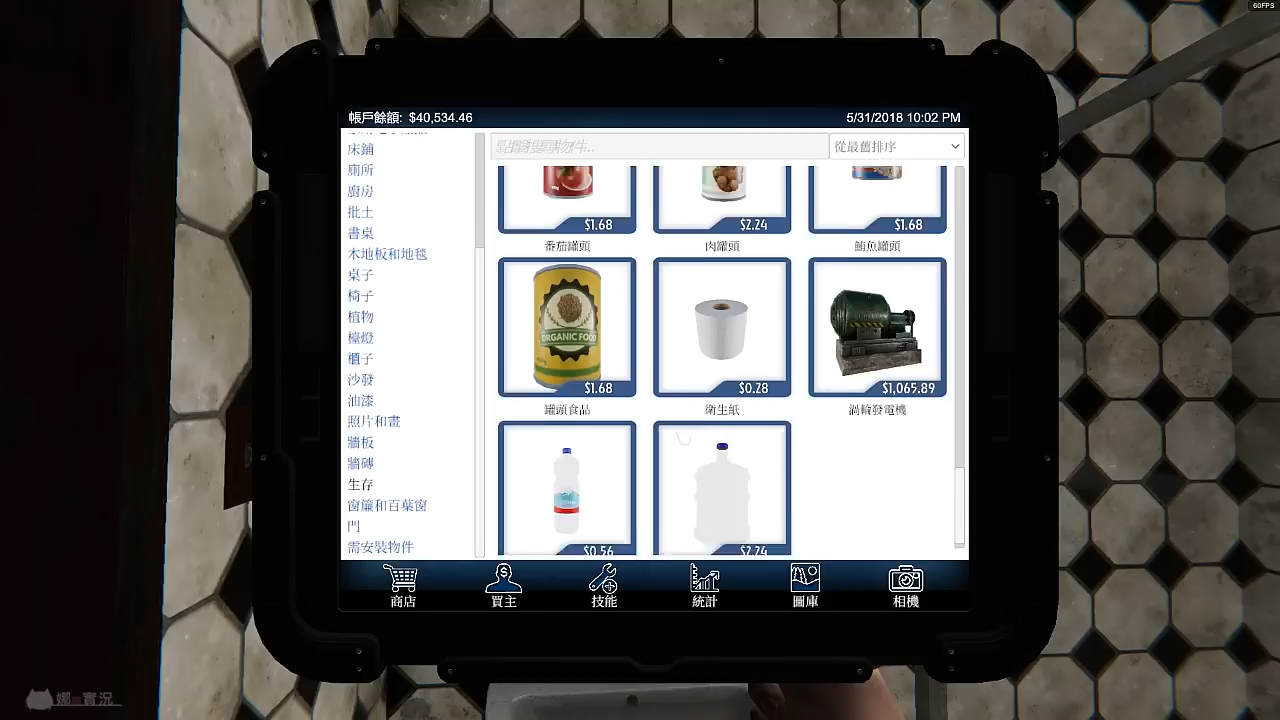 60FPS
帳戶餘額: $40,534.46
5/31/2018 10:02 PM
從最舊排序
床鋪
廁所
廚房
批土
書桌
木地板和地毯
桌子
椅子
植物
檯燈
櫃子
沙發
油漆
照片和畫
牆板
牆磚
生存
窗簾和百葉窗
門
需安裝物件
$1.68
$2.24
$1.68
番茄罐頭
肉罐頭
鮪魚罐頭
ORGANIC FOOD
$1.68
$0.28
$1,065.89
罐頭食品
衛生紙
渦輪發電機
$0.56
$2.24
商店
買主
技能
統計
圖庫
相機
實況